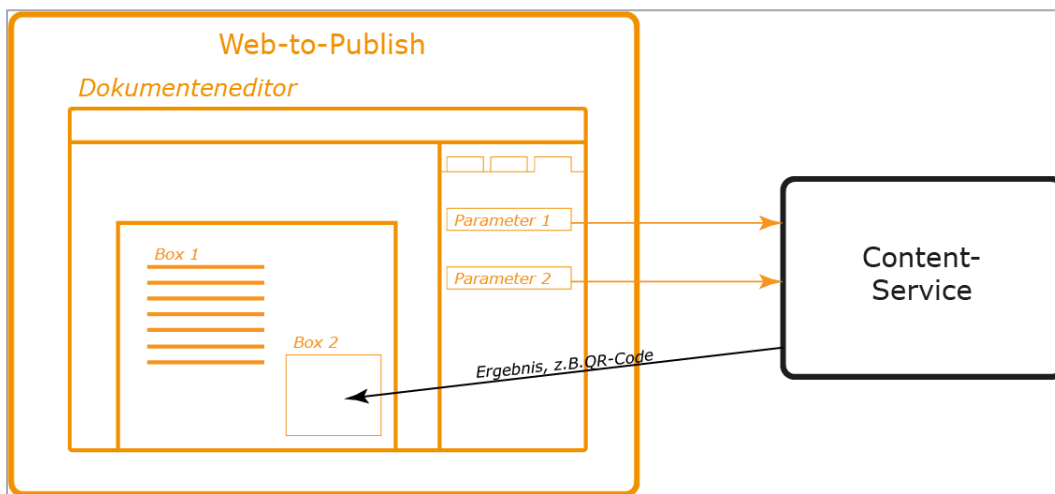 Web-to-Publish
Dokumenteneditor
Parameter 1
Box 1
Parameter 2
Content-
Service
Box 2
Ergebnis, z.B.QR-Code